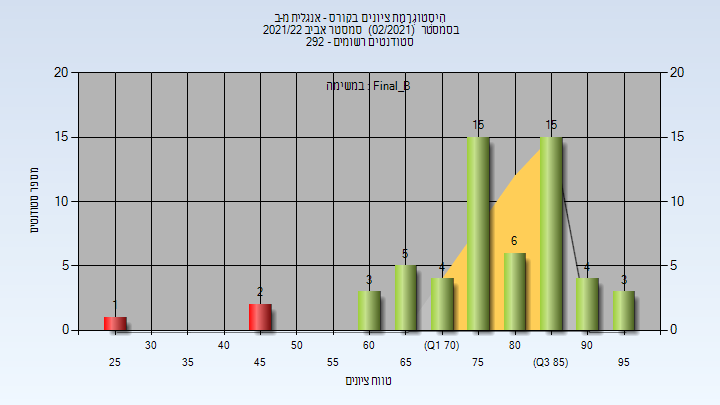 היסטוגרמת ציונים בקורס - אנגלית מ-ב
בסמסטר (02/2021) סמסטר אביב 2021/22
סטודנטים רשומים - 292
במשימה : Final_B
מספר סטודנטים
20 20
15 15
10 10
5 5
0 0
1 2 3 5 4 15 6 15 4 3
30 40 50 60 (Q1 70) 80 90
25 35 45 55 65 75 (Q3 85) 95
טווח ציונים